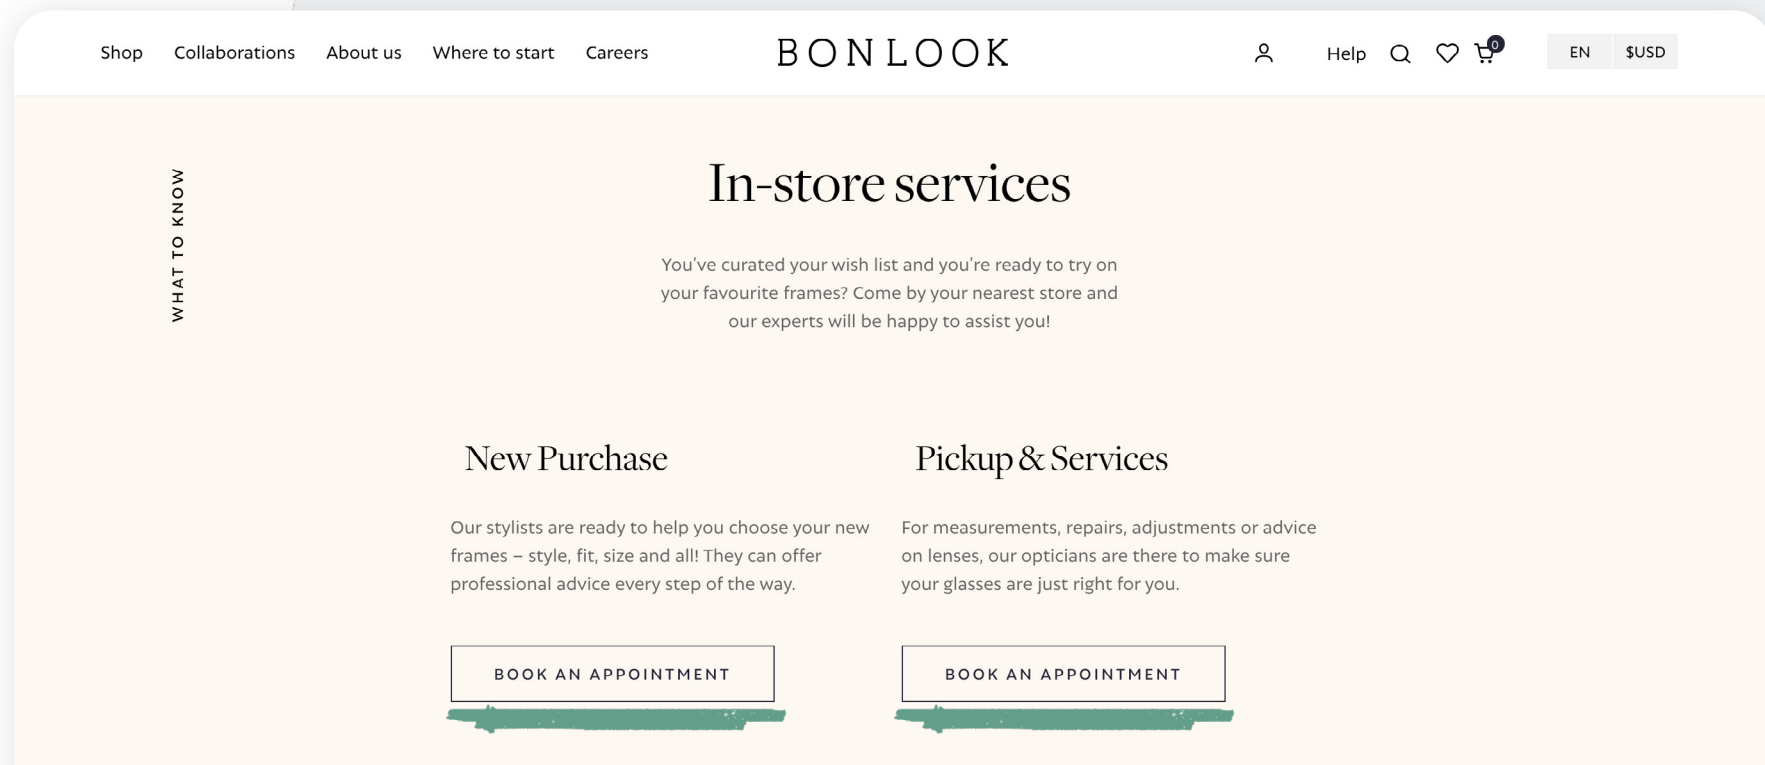 Shop Collaborations About us Where to start Careers BONLOOK Help 0 EN $USD
WHAT TO KNOW
In-store services
You've curated your wish list and you're ready to try on
your favourite frames? Come by your nearest store and
our experts will be happy to assist you!
New Purchase
Our stylists are ready to help you choose your new
frames – style, fit, size and all! They can offer
professional advice every step of the way.
BOOK AN APPOINTMENT
Pickup & Services
For measurements, repairs, adjustments or advice
on lenses, our opticians are there to make sure
your glasses are just right for you.
BOOK AN APPOINTMENT